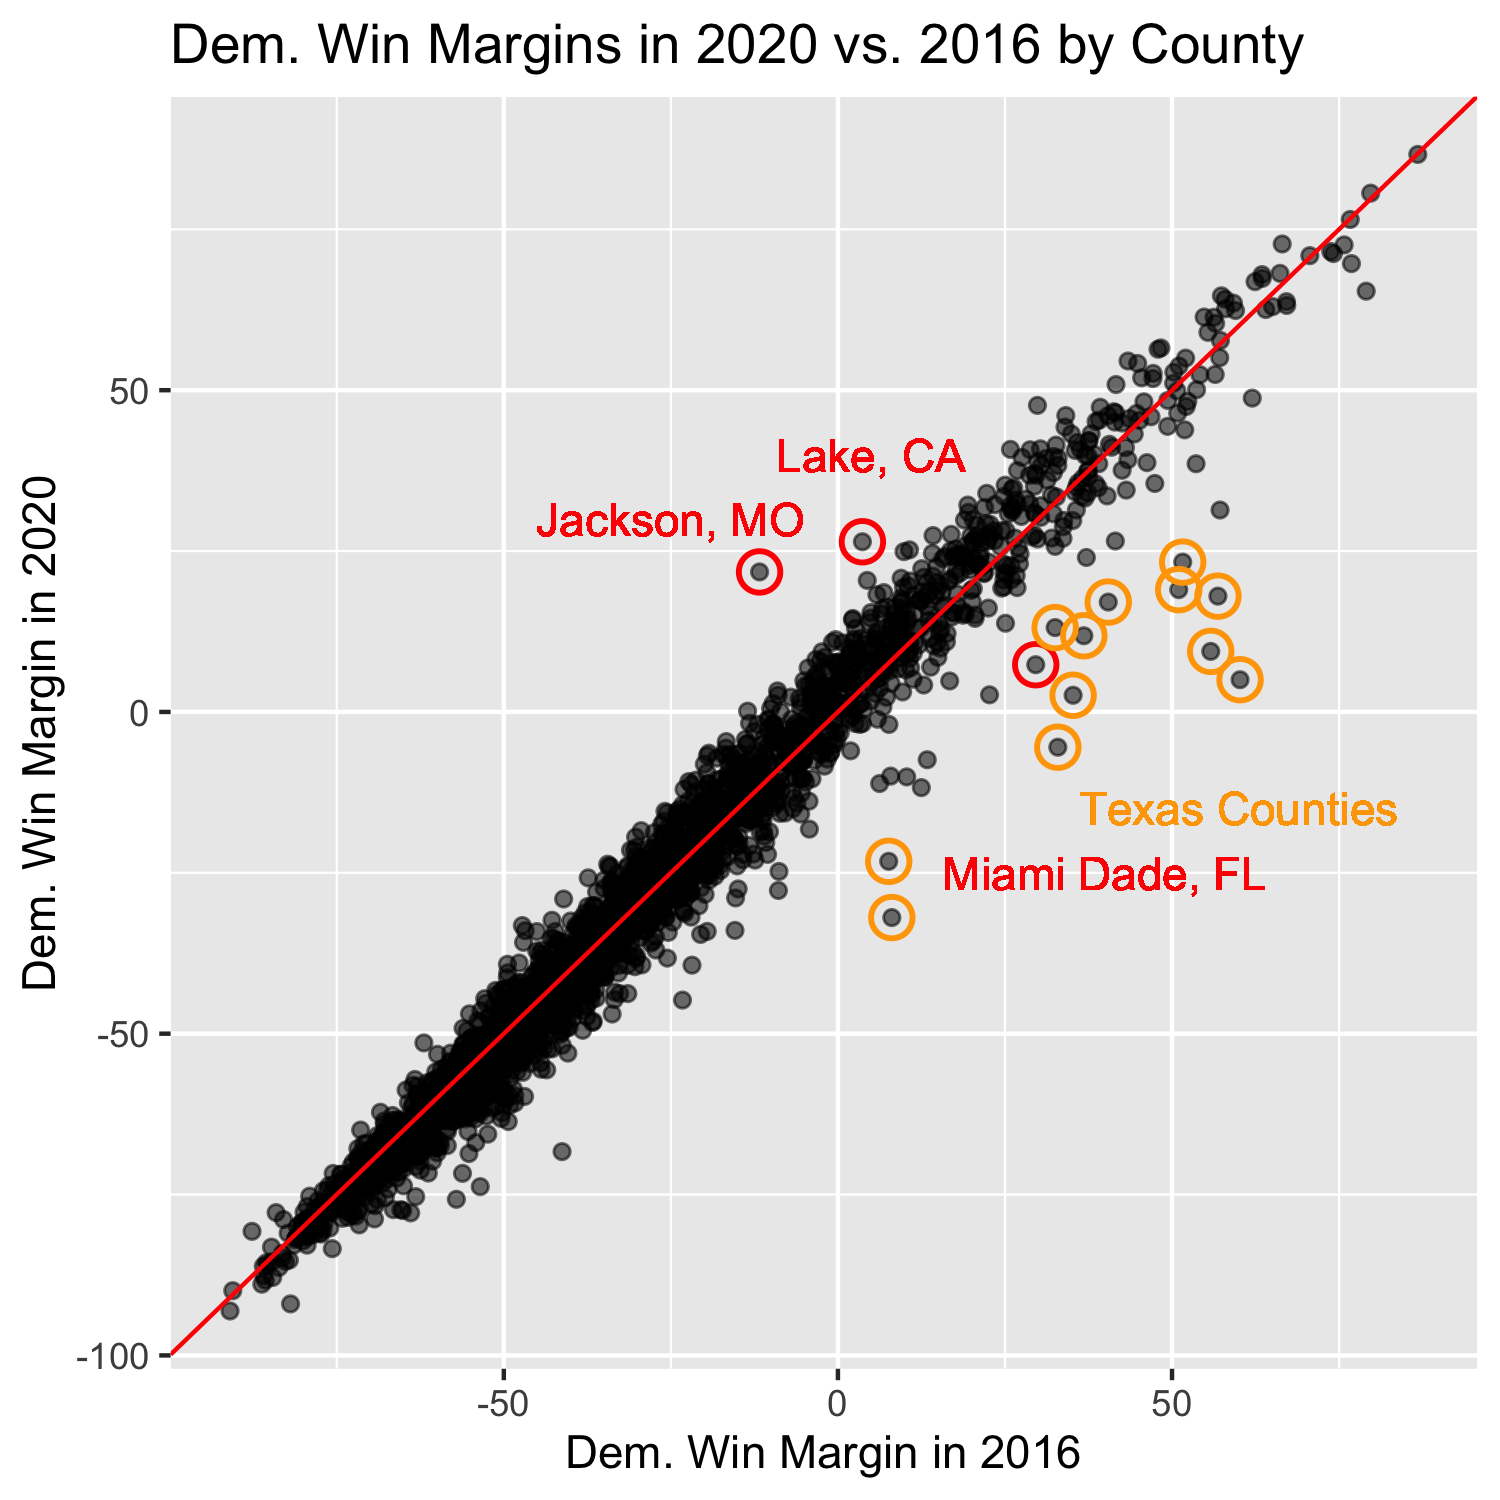 Dem. Win Margins in 2020 vs. 2016 by County
Dem. Win Margin in 2020
50
0
-50
-100
Lake, CA
Jackson, MO
Texas Counties
Miami Dade, FL
-50
0
50
Dem. Win Margin in 2016